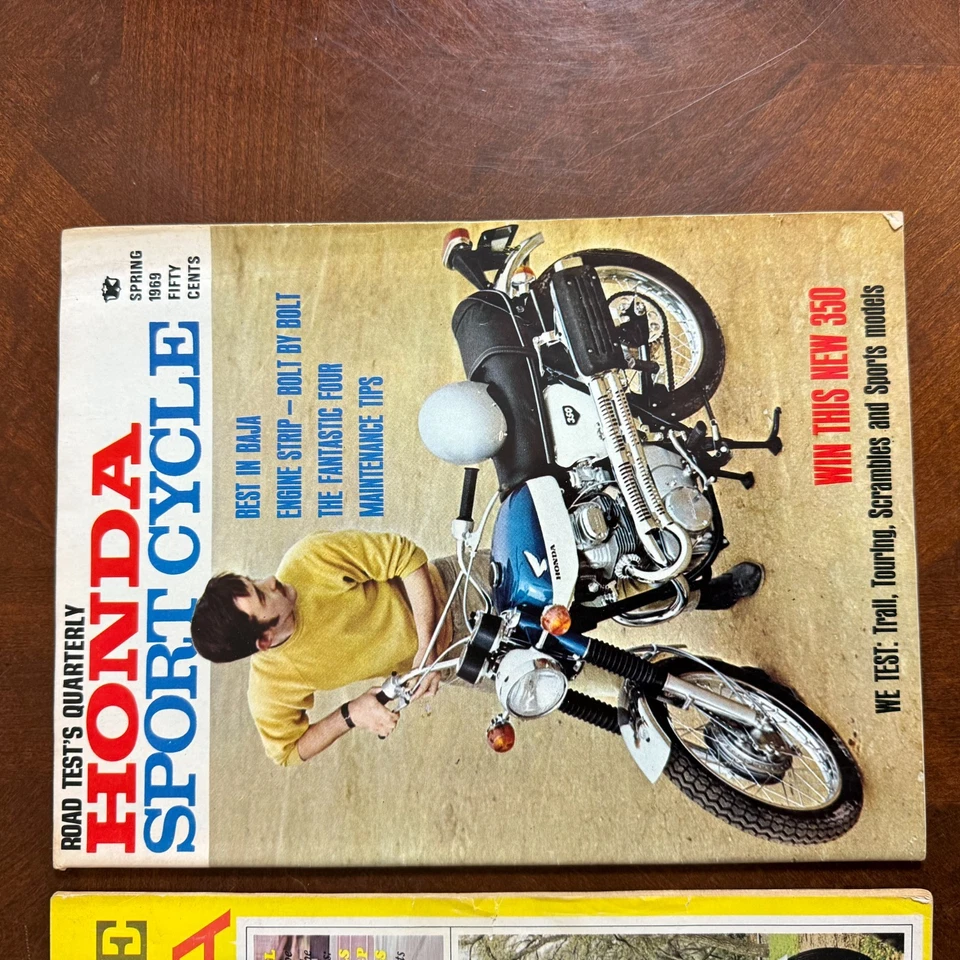 ROAD TEST'S QUARTERLY
HONDA
SPORT CYCLE
SPRING
1969
FIFTY
CENTS
BEST IN BAJA
ENGINE STRIP – BOLT BY BOLT
THE FANTASTIC FOUR
MAINTENANCE TIPS
350
HONDA
WIN THIS NEW 350
WE TEST: Trail, Touring, Scrambles and Sports models
E
A
L
S
P
S